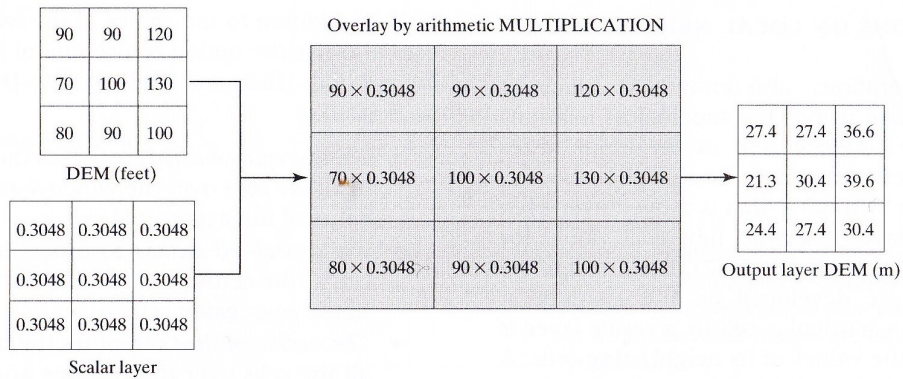 Overlay by arithmetic MULTIPLICATION
90 90 120
70 100 130
80 90 100
DEM (feet)
0.3048 0.3048 0.3048
0.3048 0.3048 0.3048
0.3048 0.3048 0.3048
Scalar layer
90 × 0.3048 90 × 0.3048 120 × 0.3048
70 × 0.3048 100 × 0.3048 130 × 0.3048
80 × 0.3048 90 × 0.3048 100 × 0.3048
27.4 27.4 36.6
21.3 30.4 39.6
24.4 27.4 30.4
Output layer DEM (m)